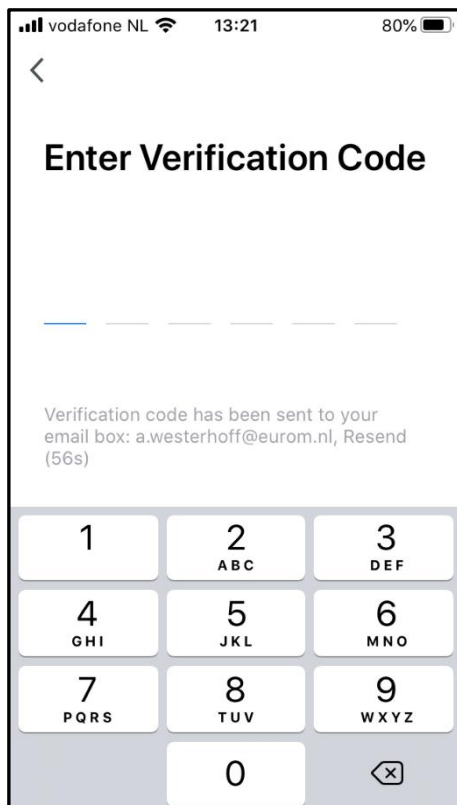 vodafone NL 13:21 80%
Enter Verification Code
Verification code has been sent to your
email box: a.westerhoff@eurom.nl, Resend
(56s)
1 2 3
ABC DEF
4 5 6
GHI JKL MNO
7 8 9
PQRS TUV WXYZ
0